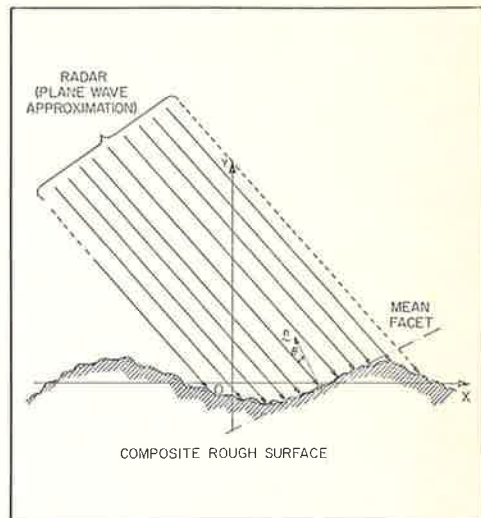 RADAR
(PLANE WAVE
APPROXIMATION)
Y
MEAN
FACET
n
O
X
COMPOSITE ROUGH SURFACE